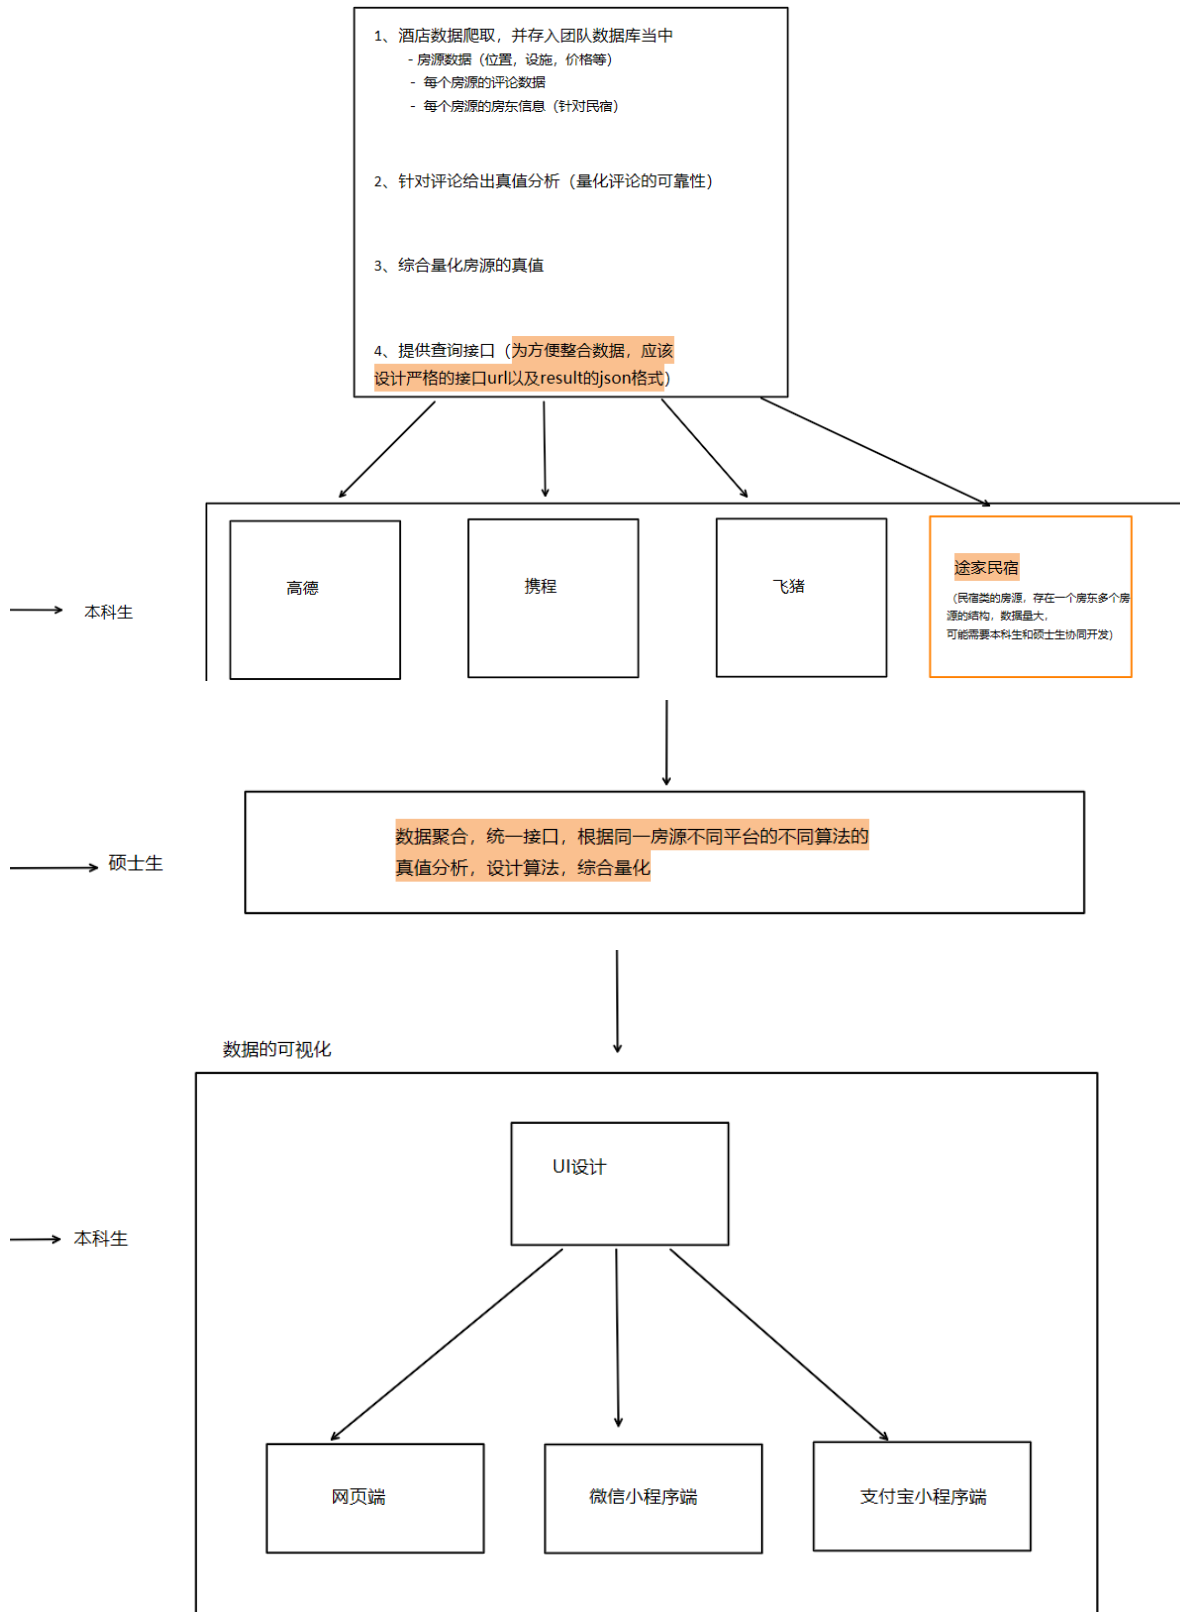 1、酒店数据爬取，并存入团队数据库当中
- 房源数据（位置，设施，价格等）
- 每个房源的评论数据
- 每个房源的房东信息（针对民宿）
2、针对评论给出真值分析（量化评论的可靠性）
3、综合量化房源的真值
4、提供查询接口（为方便整合数据，应该
设计严格的接口url以及result的json格式）
高德
携程
飞猪
途家民宿
（民宿类的房源，存在一个房东多个房
源的结构，数据量大，
可能需要本科生和硕士生协同开发）
本科生
数据聚合，统一接口，根据同一房源不同平台的不同算法的
真值分析，设计算法，综合量化
硕士生
数据的可视化
UI设计
本科生
网页端
微信小程序端
支付宝小程序端